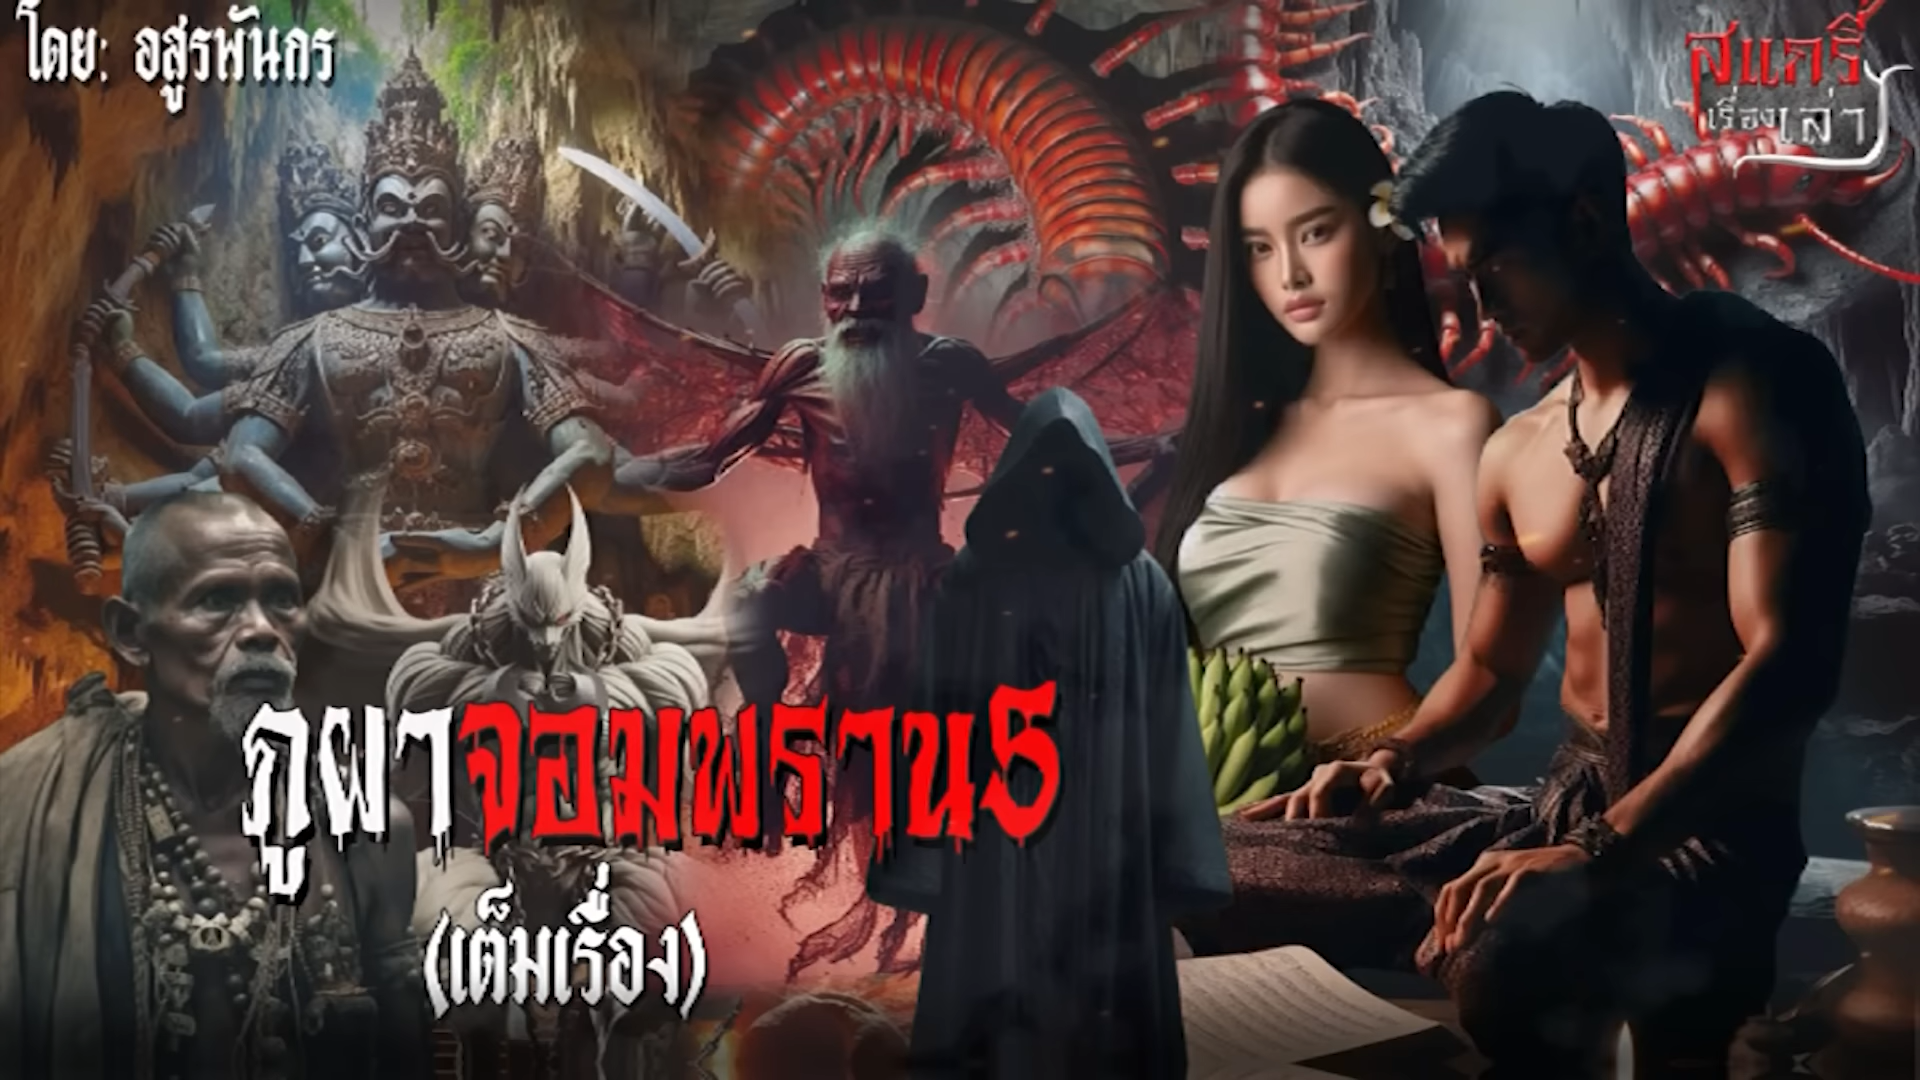 โดย: อสูรพันกร
สแกรี่
เรื่องเล่า
ภูผาจอมพราน5
(เต็มเรื่อง)